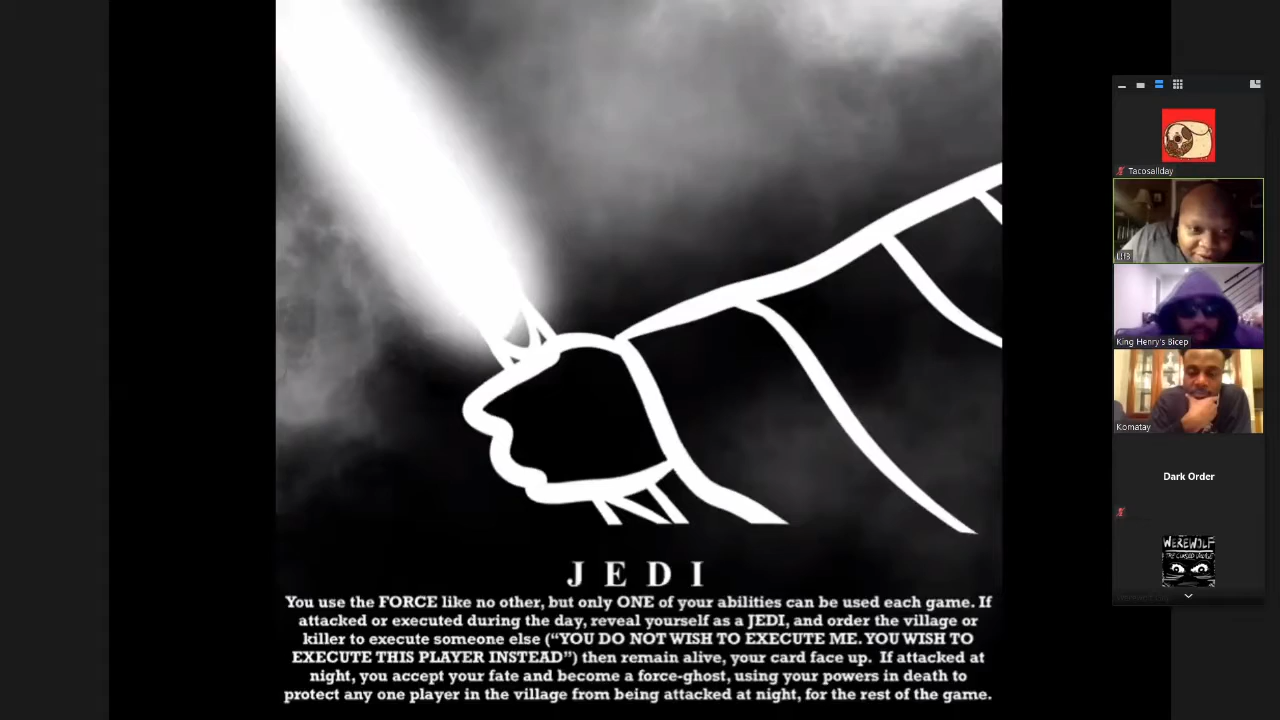 JEDI
You use the FORCE like no other, but only ONE of your abilities can be used each game. If
attacked or executed during the day, reveal yourself as a JEDI, and order the village or
killer to execute someone else (“YOU DO NOT WISH TO EXECUTE ME. YOU WISH TO
EXECUTE THIS PLAYER INSTEAD”) then remain alive, your card face up. If attacked at
night, you accept your fate and become a force-ghost, using your powers in death to
protect any one player in the village from being attacked at night, for the rest of the game.
Tacosallday
King Henry's Bicep
Komatay
Dark Order
WEREWOLF